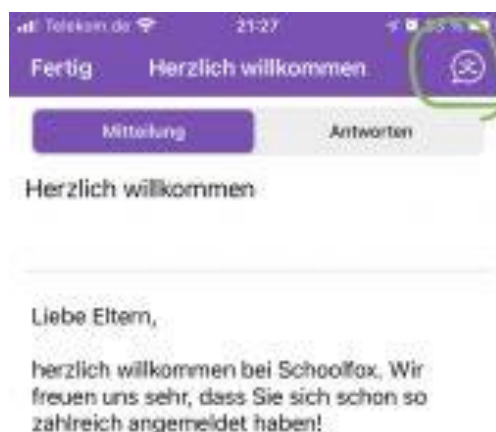 Telekom.de 21:27
Fertig Herzlich willkommen 文
Mitteilung Antworten
Herzlich willkommen
Liebe Eltern,
herzlich willkommen bei Schoolfox. Wir
freuen uns sehr, dass Sie sich schon so
zahlreich angemeldet haben!